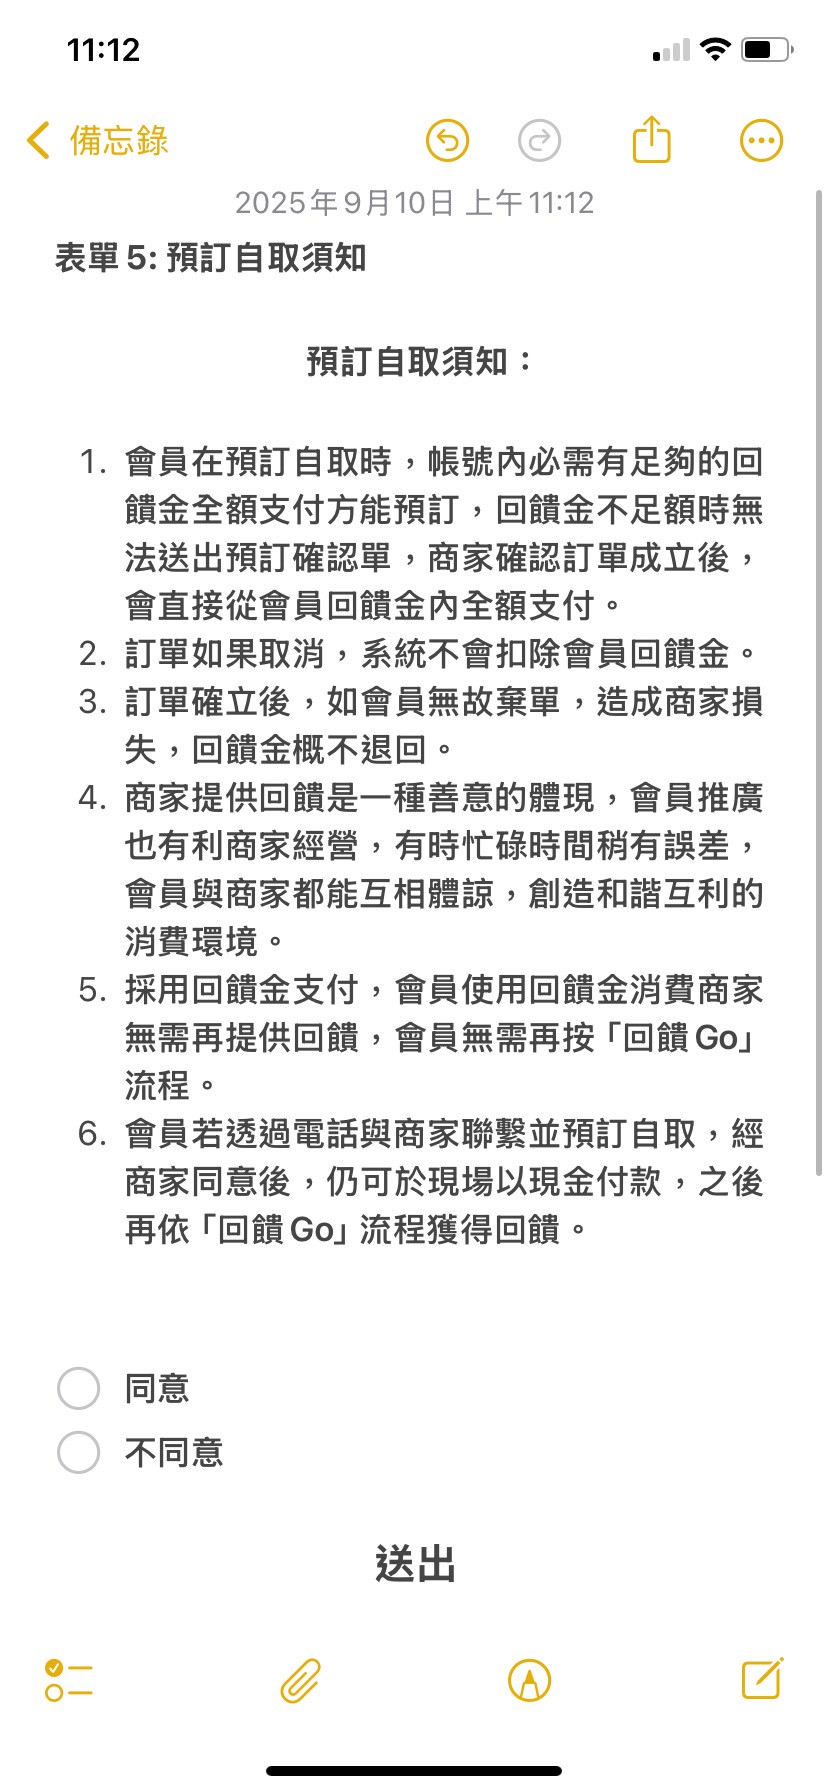 11:12
備忘錄
2025年9月10日 上午11:12
表單 5: 預訂自取須知
預訂自取須知：
1. 會員在預訂自取時，帳號內必需有足夠的回
饋金全額支付方能預訂，回饋金不足額時無
法送出預訂確認單，商家確認訂單成立後，
會直接從會員回饋金內全額支付。
2. 訂單如果取消，系統不會扣除會員回饋金。
3. 訂單確立後，如會員無故棄單，造成商家損
失，回饋金概不退回。
4. 商家提供回饋是一種善意的體現，會員推廣
也有利商家經營，有時忙碌時間稍有誤差，
會員與商家都能互相體諒，創造和諧互利的
消費環境。
5. 採用回饋金支付，會員使用回饋金消費商家
無需再提供回饋，會員無需再按「回饋 Go」
流程。
6. 會員若透過電話與商家聯繫並預訂自取，經
商家同意後，仍可於現場以現金付款，之後
再依「回饋 Go」流程獲得回饋。
同意
不同意
送出